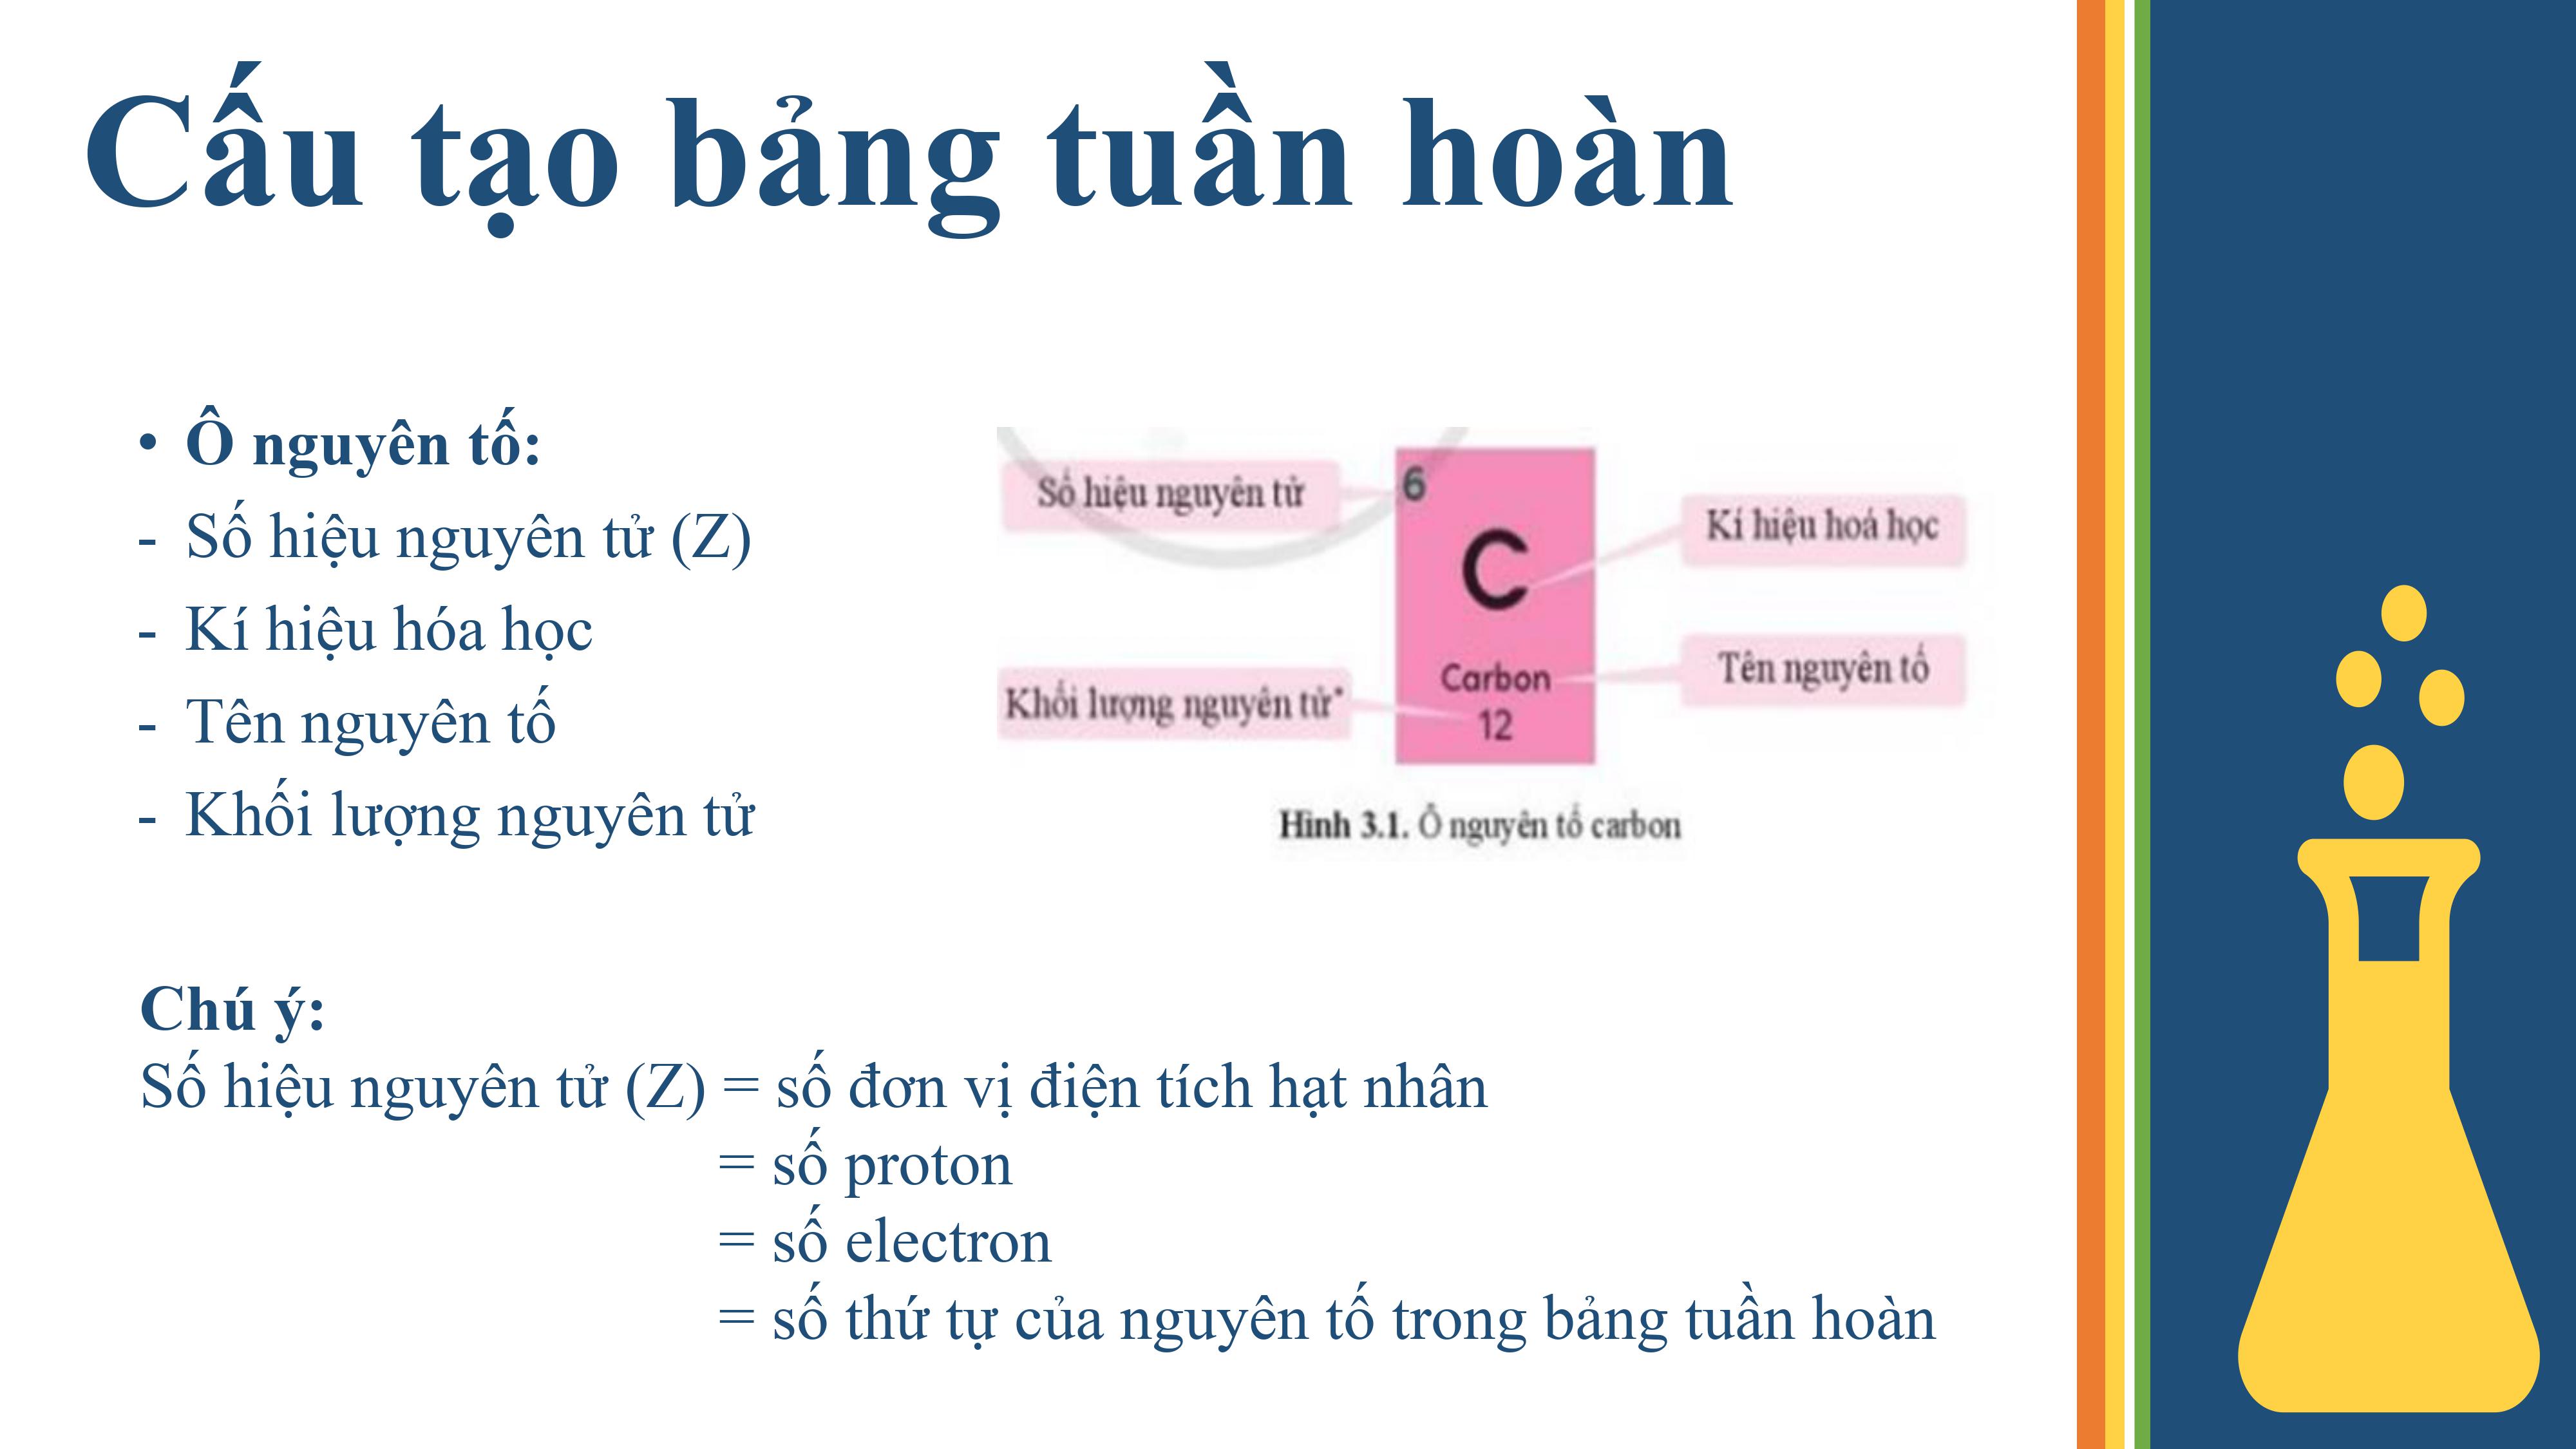 Cấu tạo bảng tuần hoàn
• Ô nguyên tố:
- Số hiệu nguyên tử (Z)
- Kí hiệu hóa học
- Tên nguyên tố
- Khối lượng nguyên tử
Số hiệu nguyên tử
6
C
Kí hiệu hoá học
Carbon
Tên nguyên tố
Khối lượng nguyên tử*
12
Hình 3.1. Ô nguyên tố carbon
Chú ý:
Số hiệu nguyên tử (Z) = số đơn vị điện tích hạt nhân
= số proton
= số electron
= số thứ tự của nguyên tố trong bảng tuần hoàn